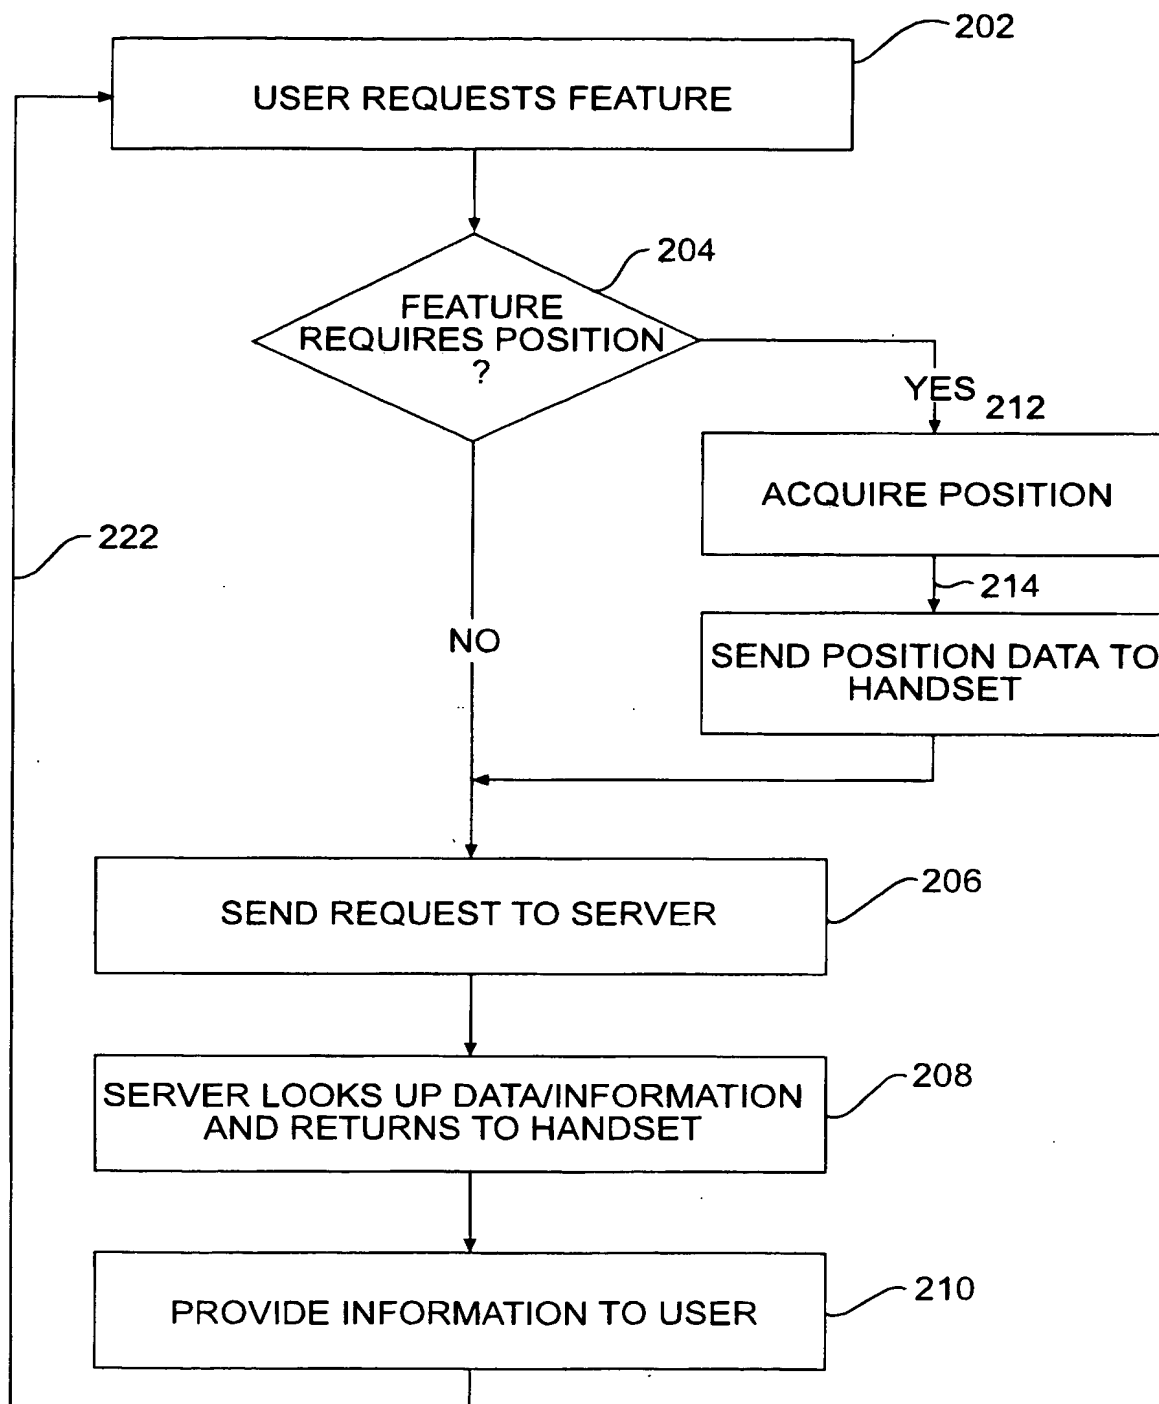 202
USER REQUESTS FEATURE
204
FEATURE
REQUIRES POSITION
?
YES
212
ACQUIRE POSITION
222
214
NO
SEND POSITION DATA TO
HANDSET
206
SEND REQUEST TO SERVER
208
SERVER LOOKS UP DATA/INFORMATION
AND RETURNS TO HANDSET
210
PROVIDE INFORMATION TO USER